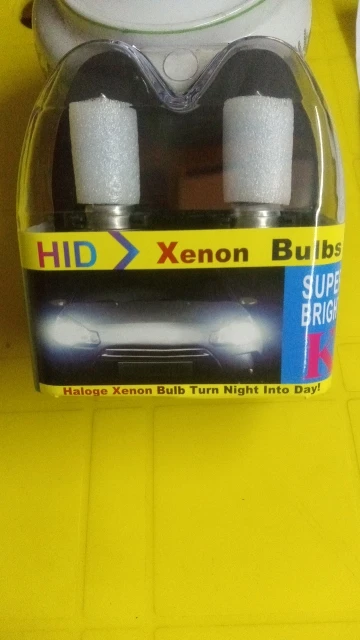 HID > Xenon Bulbs
SUPER
BRIGH
K
Haloge Xenon Bulb Turn Night Into Day!